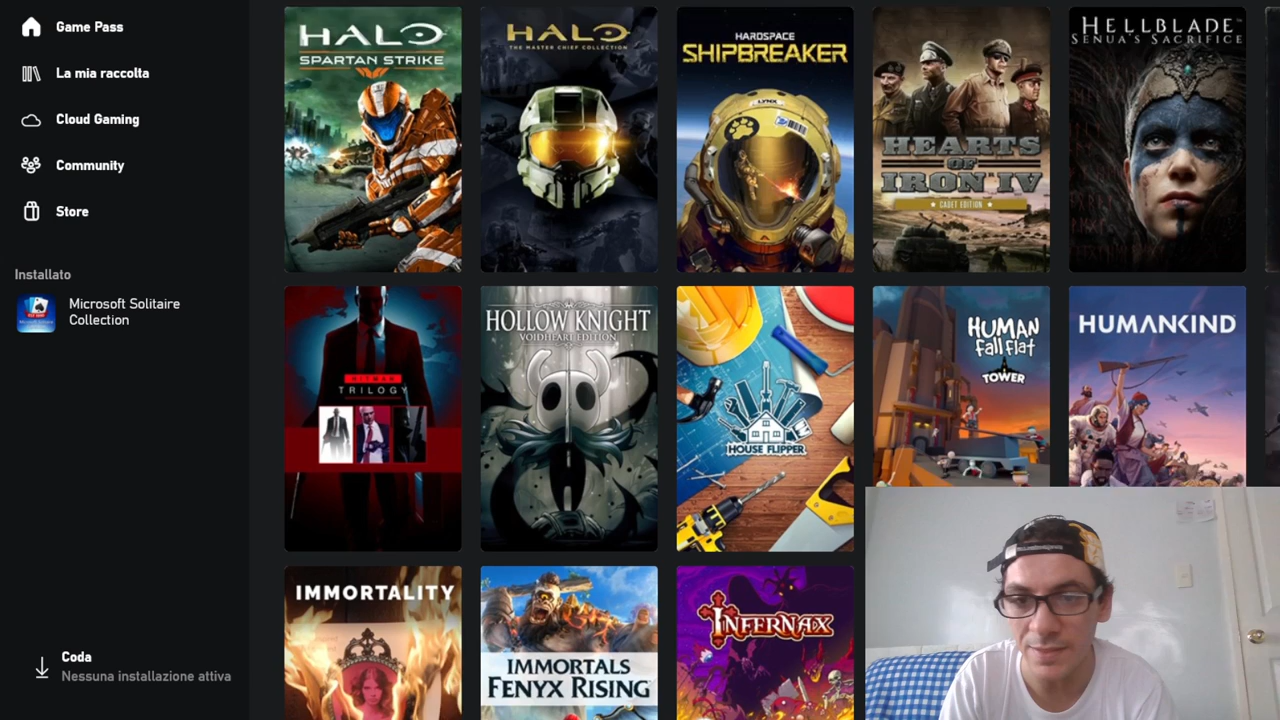 Game Pass
La mia raccolta
Cloud Gaming
Community
Store
Installato
Microsoft Solitaire
Collection
Coda
Nessuna installazione attiva
HALO
SPARTAN STRIKE
HALO
THE MASTER CHIEF COLLECTION
HARDSPACE
SHIPBREAKER
LYNX
HEARTS
OF
IRON IV
CADET EDITION
HELLBLADE
SENUA'S SACRIFICE
HITMAN
TRILOGY
HOLLOW KNIGHT
VOIDHEART EDITION
HOUSE FLIPPER
HUMAN
fall flat
TOWER
HUMANKIND
IMMORTALITY
IMMORTALS
FENYX RISING
INFERNAX